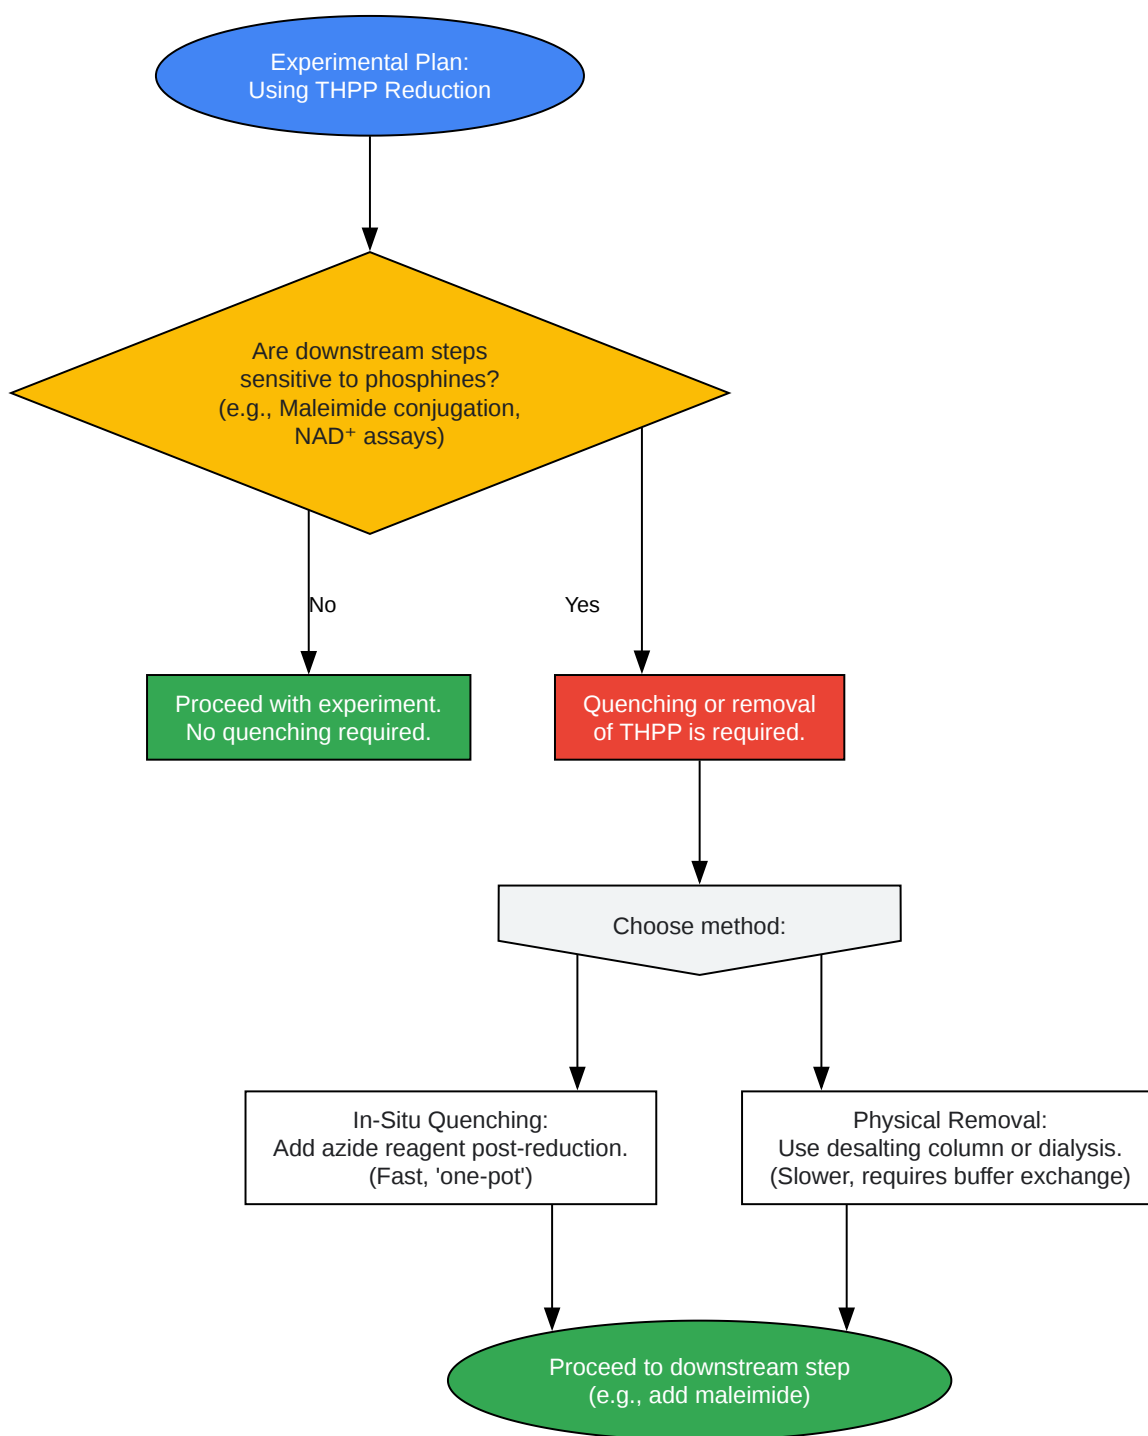 Experimental Plan:
Using THPP Reduction
Are downstream steps
sensitive to phosphines?
(e.g., Maleimide conjugation,
NAD⁺ assays)
No
Yes
Proceed with experiment.
No quenching required.
Quenching or removal
of THPP is required.
Choose method:
In-Situ Quenching:
Add azide reagent post-reduction.
(Fast, 'one-pot')
Physical Removal:
Use desalting column or dialysis.
(Slower, requires buffer exchange)
Proceed to downstream step
(e.g., add maleimide)